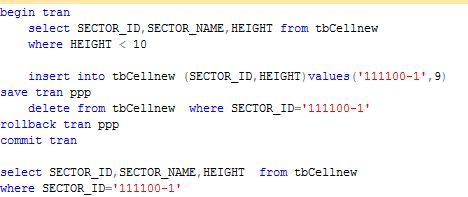 begin tran
select SECTOR_ID,SECTOR_NAME,HEIGHT from tbCellnew
where HEIGHT < 10
insert into tbCellnew (SECTOR_ID,HEIGHT)values('111100-1',9)
save tran ppp
delete from tbCellnew where SECTOR_ID='111100-1'
rollback tran ppp
commit tran
select SECTOR_ID,SECTOR_NAME,HEIGHT from tbCellnew
where SECTOR_ID='111100-1'